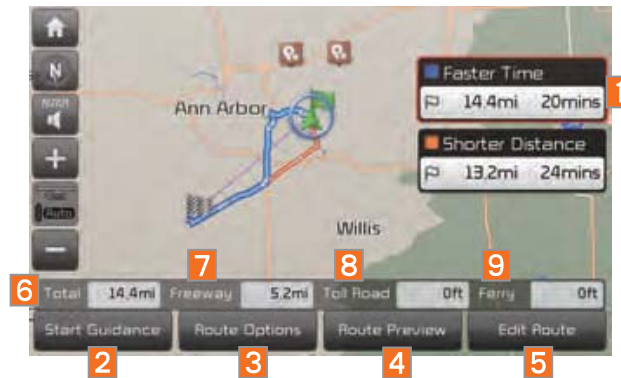 N
Faster Time
14.4mi 20mins
1
Ann Arbor
Shorter Distance
13.2mi 24mins
Auto
Willis
7 8 9
6 Total 14.4mi Freeway 5.2mi Toll Road 0ft Ferry 0ft
Start Guidance Route Options Route Preview Edit Route
2 3 4 5